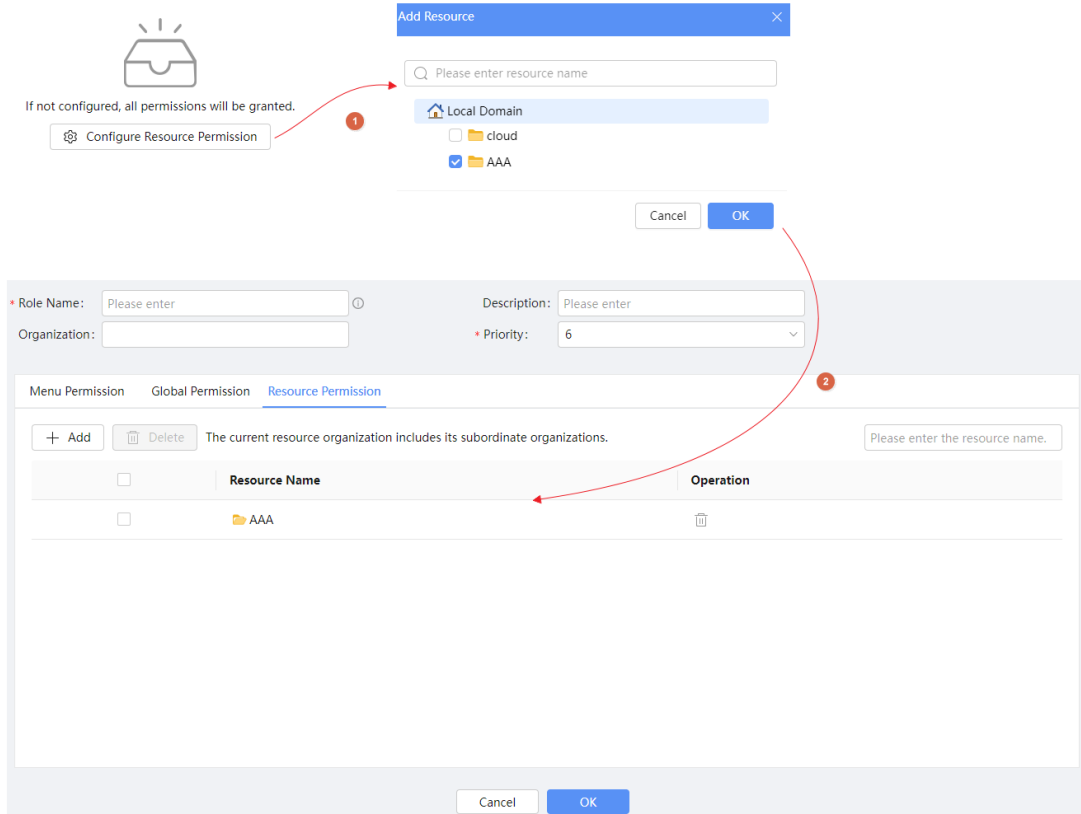 Add Resource
Please enter resource name
If not configured, all permissions will be granted.
Configure Resource Permission
1
Local Domain
cloud
AAA
Cancel OK
* Role Name: Please enter Description: Please enter
Organization: * Priority: 6
2
Menu Permission Global Permission Resource Permission
+ Add Delete The current resource organization includes its subordinate organizations. Please enter the resource name.
Resource Name Operation
AAA
Cancel OK